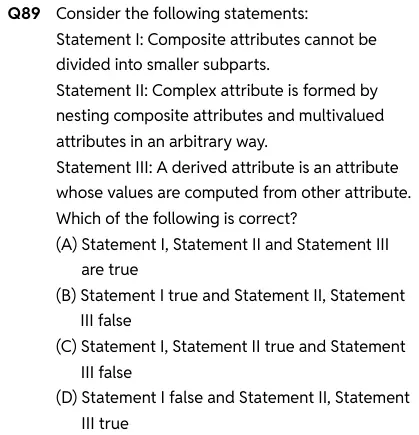 Q89 Consider the following statements:
Statement I: Composite attributes cannot be
divided into smaller subparts.
Statement II: Complex attribute is formed by
nesting composite attributes and multivalued
attributes in an arbitrary way.
Statement III: A derived attribute is an attribute
whose values are computed from other attribute.
Which of the following is correct?
(A) Statement I, Statement II and Statement III
are true
(B) Statement I true and Statement II, Statement
III false
(C) Statement I, Statement II true and Statement
III false
(D) Statement I false and Statement II, Statement
III true